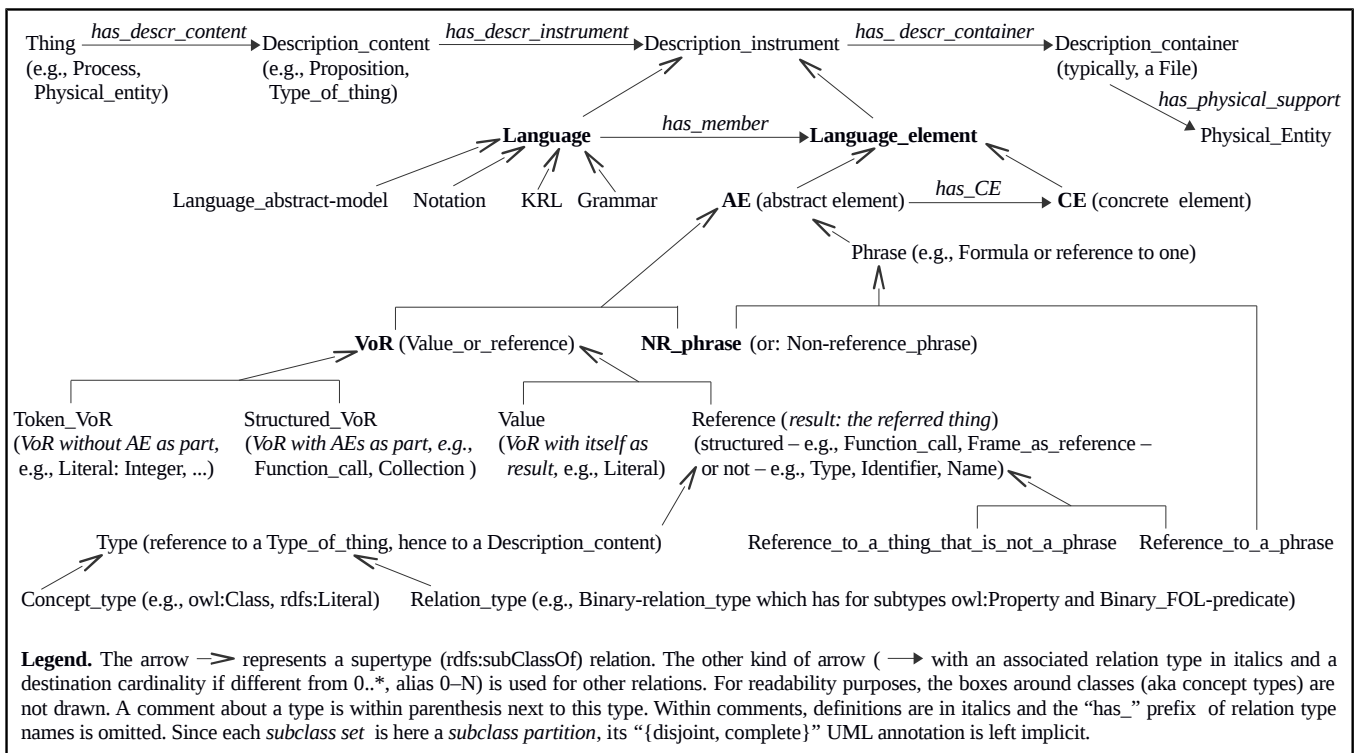 Thing has_descr_content Description_content has_descr_instrument Description_instrument has_ descr_container Description_container
(e.g., Process, (e.g., Proposition, (typically, a File)
Physical_entity) Type_of_thing)
has_physical_support
Language has_member Language_element Physical_Entity
Language_abstract-model Notation KRL Grammar AE (abstract element) has_CE CE (concrete element)
Phrase (e.g., Formula or reference to one)
VoR (Value_or_reference) NR_phrase (or: Non-reference_phrase)
Token_VoR Structured_VoR Value Reference (result: the referred thing)
(VoR without AE as part, (VoR with AEs as part, e.g., (VoR with itself as (structured – e.g., Function_call, Frame_as_reference –
e.g., Literal: Integer, ...) Function_call, Collection ) result, e.g., Literal) or not – e.g., Type, Identifier, Name)
Type (reference to a Type_of_thing, hence to a Description_content) Reference_to_a_thing_that_is_not_a_phrase Reference_to_a_phrase
Concept_type (e.g., owl:Class, rdfs:Literal) Relation_type (e.g., Binary-relation_type which has for subtypes owl:Property and Binary_FOL-predicate)
Legend. The arrow represents a supertype (rdfs:subClassOf) relation. The other kind of arrow ( with an associated relation type in italics and a
destination cardinality if different from 0..*, alias 0–N) is used for other relations. For readability purposes, the boxes around classes (aka concept types) are
not drawn. A comment about a type is within parenthesis next to this type. Within comments, definitions are in italics and the “has_” prefix of relation type
names is omitted. Since each subclass set is here a subclass partition, its “{disjoint, complete}” UML annotation is left implicit.